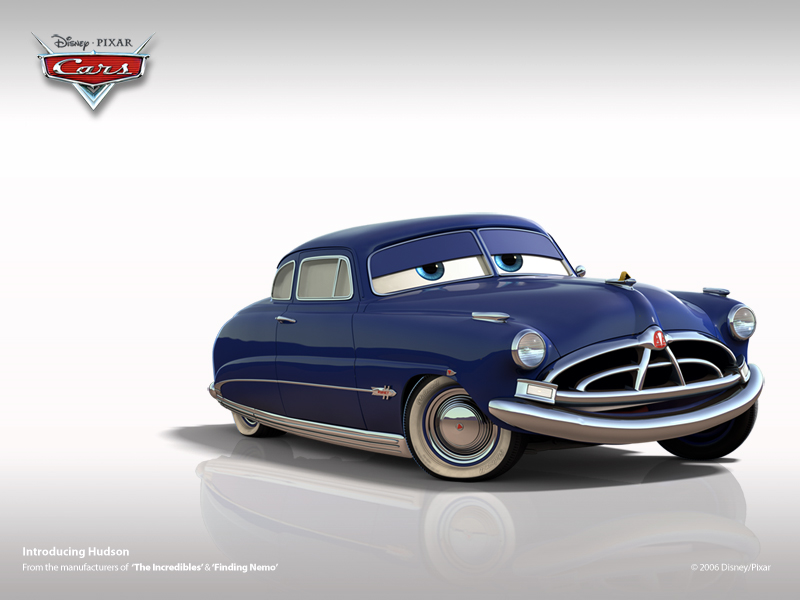 Disney · PIXAR
Cars
Introducing Hudson
From the manufacturers of 'The Incredibles' & 'Finding Nemo'
© 2006 Disney/Pixar